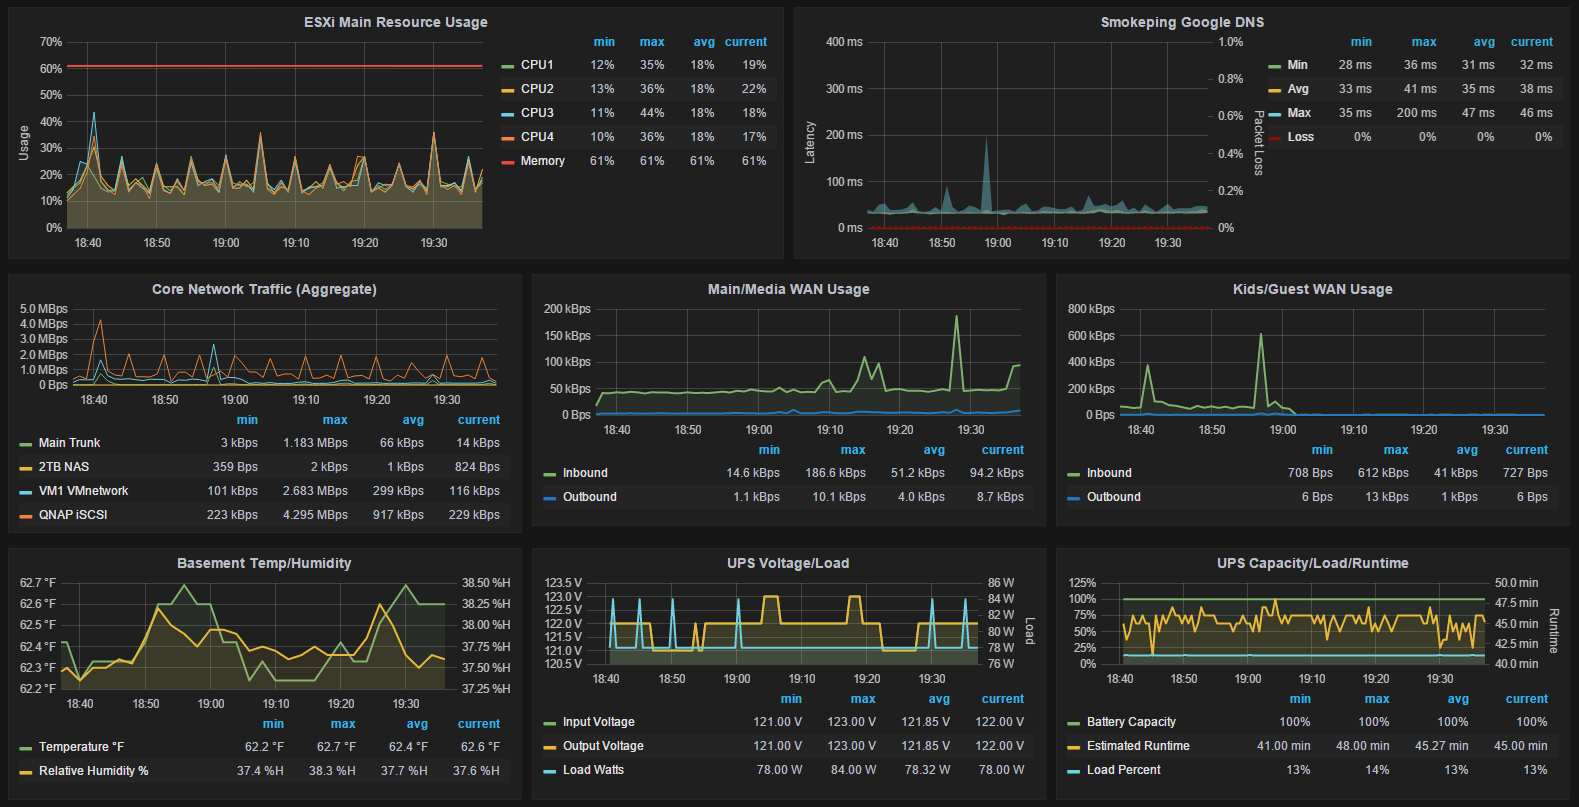 ESXi Main Resource Usage
70%
60%
50%
40%
30%
20%
10%
0%
Usage
18:40 18:50 19:00 19:10 19:20 19:30
min max avg current
CPU1 12% 35% 18% 19%
CPU2 13% 36% 18% 22%
CPU3 11% 44% 18% 18%
CPU4 10% 36% 18% 17%
Memory 61% 61% 61% 61%
Smokeping Google DNS
400 ms
300 ms
200 ms
100 ms
0 ms
Latency
1.0%
0.8%
0.6%
0.4%
0.2%
0%
Packet Loss
18:40 18:50 19:00 19:10 19:20 19:30
min max avg current
Min 28 ms 36 ms 31 ms 32 ms
Avg 33 ms 41 ms 35 ms 38 ms
Max 35 ms 200 ms 47 ms 46 ms
Loss 0% 0% 0% 0%
Core Network Traffic (Aggregate)
5.0 MBps
4.0 MBps
3.0 MBps
2.0 MBps
1.0 MBps
0 Bps
18:40 18:50 19:00 19:10 19:20 19:30
min max avg current
Main Trunk 3 kBps 1.183 MBps 66 kBps 14 kBps
2TB NAS 359 Bps 2 kBps 1 kBps 824 Bps
VM1 VMnetwork 101 kBps 2.683 MBps 299 kBps 116 kBps
QNAP iSCSI 223 kBps 4.295 MBps 917 kBps 229 kBps
Main/Media WAN Usage
200 kBps
150 kBps
100 kBps
50 kBps
0 Bps
18:40 18:50 19:00 19:10 19:20 19:30
min max avg current
Inbound 14.6 kBps 186.6 kBps 51.2 kBps 94.2 kBps
Outbound 1.1 kBps 10.1 kBps 4.0 kBps 8.7 kBps
Kids/Guest WAN Usage
800 kBps
600 kBps
400 kBps
200 kBps
0 Bps
18:40 18:50 19:00 19:10 19:20 19:30
min max avg current
Inbound 708 Bps 612 kBps 41 kBps 727 Bps
Outbound 6 Bps 13 kBps 1 kBps 6 Bps
Basement Temp/Humidity
62.7 °F
62.6 °F
62.5 °F
62.4 °F
62.3 °F
62.2 °F
38.50 %H
38.25 %H
38.00 %H
37.75 %H
37.50 %H
37.25 %H
18:40 18:50 19:00 19:10 19:20 19:30
min max avg current
Temperature °F 62.2 °F 62.7 °F 62.4 °F 62.6 °F
Relative Humidity % 37.4 %H 38.3 %H 37.7 %H 37.6 %H
UPS Voltage/Load
123.5 V
123.0 V
122.5 V
122.0 V
121.5 V
121.0 V
120.5 V
86 W
84 W
82 W
80 W
78 W
76 W
Load
18:40 18:50 19:00 19:10 19:20 19:30
min max avg current
Input Voltage 121.00 V 123.00 V 121.85 V 122.00 V
Output Voltage 121.00 V 123.00 V 121.85 V 122.00 V
Load Watts 78.00 W 84.00 W 78.32 W 78.00 W
UPS Capacity/Load/Runtime
125%
100%
75%
50%
25%
0%
50.0 min
47.5 min
45.0 min
42.5 min
40.0 min
Runtime
18:40 18:50 19:00 19:10 19:20 19:30
min max avg current
Battery Capacity 100% 100% 100% 100%
Estimated Runtime 41.00 min 48.00 min 45.27 min 45.00 min
Load Percent 13% 14% 13% 13%